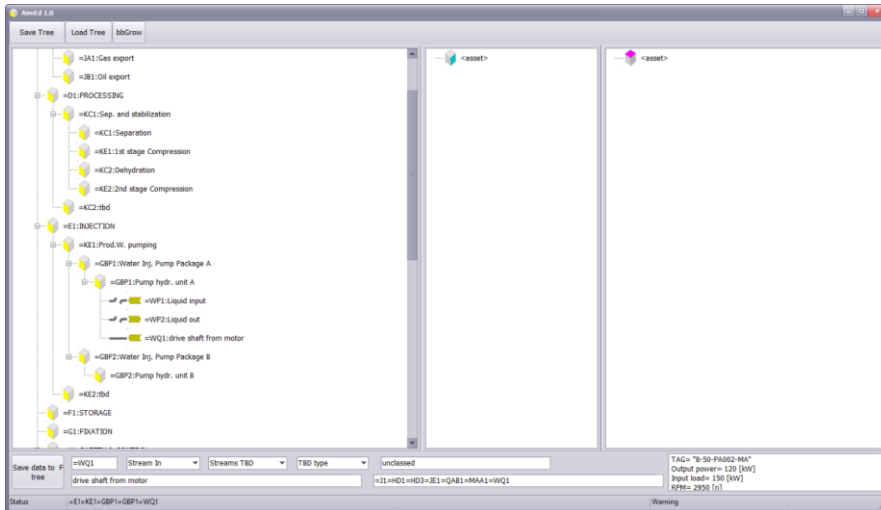 AsmEd 1.0
Save Tree Load Tree bbGrow
=JA1:Gas export
=JB1:Oil export
=D1:PROCESSING
=KC1:Sep. and stabilization
=KC1:Separation
=KE1:1st stage Compression
=KC2:Dehydration
=KE2:2nd stage Compression
=KC2:tbd
=E1:INJECTION
=KE1:Prod.W. pumping
=GBP1:Water Inj. Pump Package A
=GBP1:Pump hydr. unit A
=WP1:Liquid input
=WP2:Liquid out
=WQ1:drive shaft from motor
=GBP2:Water Inj. Pump Package B
=GBP2:Pump hydr. unit B
=KE2:tbd
=F1:STORAGE
=G1:FIXATION
<asset>
<asset>
Save data to F
tree
=WQ1 Stream In Streams TBD TBD type unclassed
drive shaft from motor =J1=HD1=HD3=JE1=QAB1=MAA1=WQ1
TAG= "B-50-PA002-MA"
Output power= 120 [kW]
Input load= 150 [kW]
RPM= 2950 [n]
Status =E1=KE1=GBP1=GBP1=WQ1 Warning